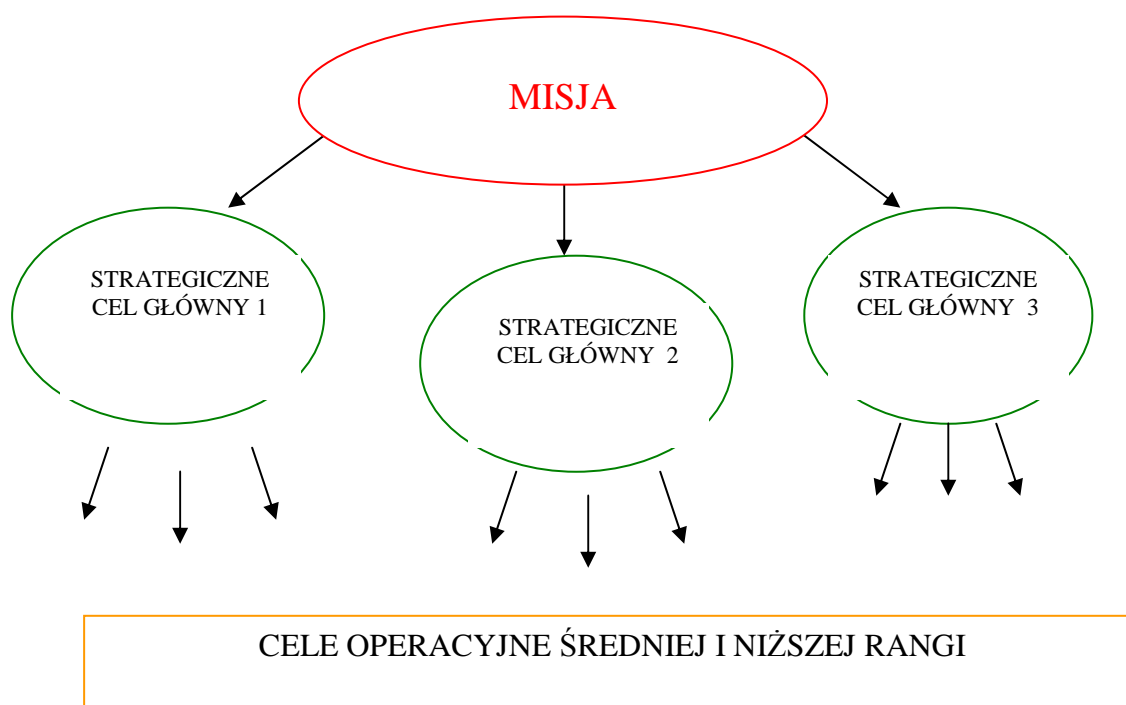 MISJA
STRATEGICZNE
CEL GŁÓWNY 1
STRATEGICZNE
CEL GŁÓWNY  2
STRATEGICZNE
CEL GŁÓWNY  3
CELE OPERACYJNE ŚREDNIEJ I NIŻSZEJ RANGI